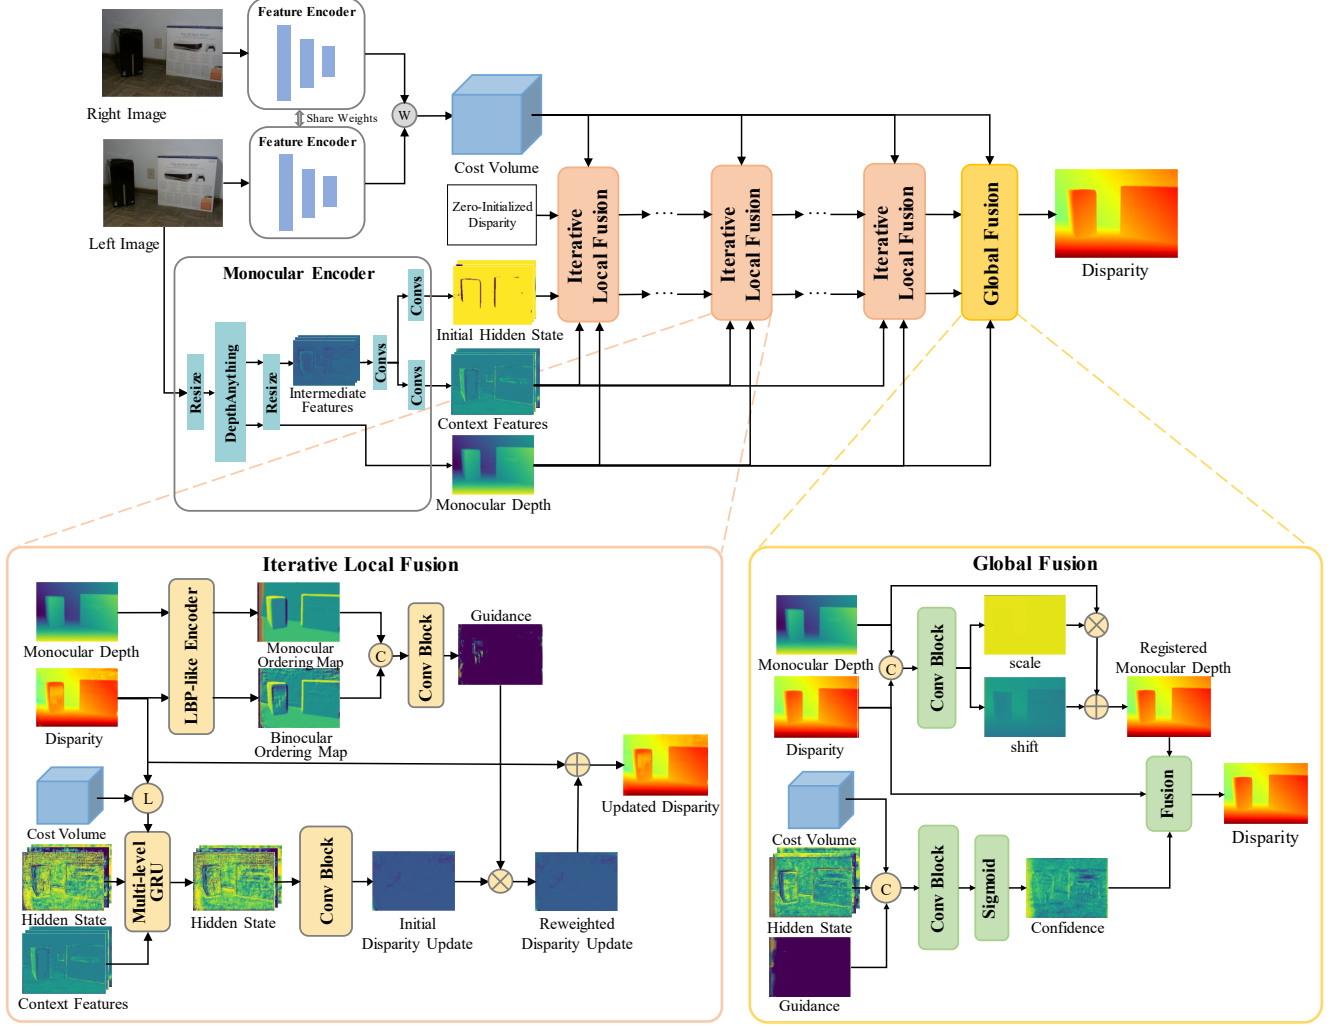 Feature Encoder
Right Image
Share Weights
W
Feature Encoder
Left Image
Cost Volume
Zero-Initialized
Disparity
Iterative
Local Fusion
...
Iterative
Local Fusion
...
Iterative
Local Fusion
Global Fusion
...
...
Disparity
Monocular Encoder
Resize
DepthAnything
Resize
Intermediate
Features
Convs
Convs
Convs
Initial Hidden State
Context Features
Monocular Depth
Iterative Local Fusion
Monocular Depth
Disparity
LBP-like Encoder
Monocular
Ordering Map
Binocular
Ordering Map
C
Conv Block
Guidance
Cost Volume
L
Hidden State
Context Features
Multi-level
GRU
Hidden State
Conv Block
Initial
Disparity Update
Reweighted
Disparity Update
Updated Disparity
Global Fusion
Monocular Depth
Disparity
C
Conv Block
scale
shift
Registered
Monocular Depth
Cost Volume
Hidden State
Guidance
C
Conv Block
Sigmoid
Confidence
Fusion
Disparity